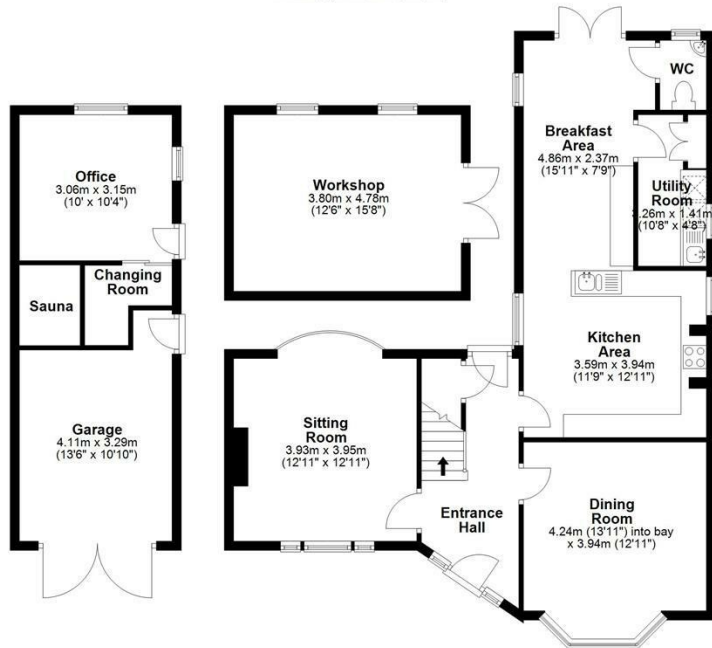 Office
3.06m x 3.15m
(10' x 10'4")
Changing
Room
Sauna
Garage
4.11m x 3.29m
(13'6" x 10'10")
Workshop
3.80m x 4.78m
(12'6" x 15'8")
Sitting
Room
3.93m x 3.95m
(12'11" x 12'11")
Entrance
Hall
WC
Breakfast
Area
4.86m x 2.37m
(15'11" x 7'9")
Utility
Room
3.26m x 1.41m
(10'8" x 4'8")
Kitchen
Area
3.59m x 3.94m
(11'9" x 12'11")
Dining
Room
4.24m (13'11") into bay
x 3.94m (12'11")